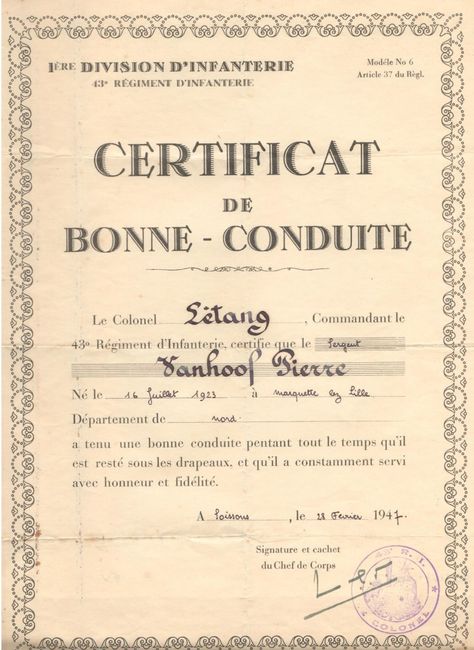 1ÈRE DIVISION D'INFANTERIE
43e RÉGIMENT D'INFANTERIE
Modéle No 6
Article 37 du Règl.
CERTIFICAT
DE
BONNE - CONDUITE
Le Colonel Létang, Commandant le
43e Régiment d'Infanterie, certifie que le Sergent
Vanhoof Pierre
Né le 16 Juillet 1923 à marquette lez Lille
Département de nord.
a tenu une bonne conduite pentant tout le temps qu'il
est resté sous les drapeaux, et qu'il a constamment servi
avec honneur et fidélité.
A Soissons, le 28 Fevrier 1947.
Signature et cachet
du Chef de Corps
R. I.
COLONEL